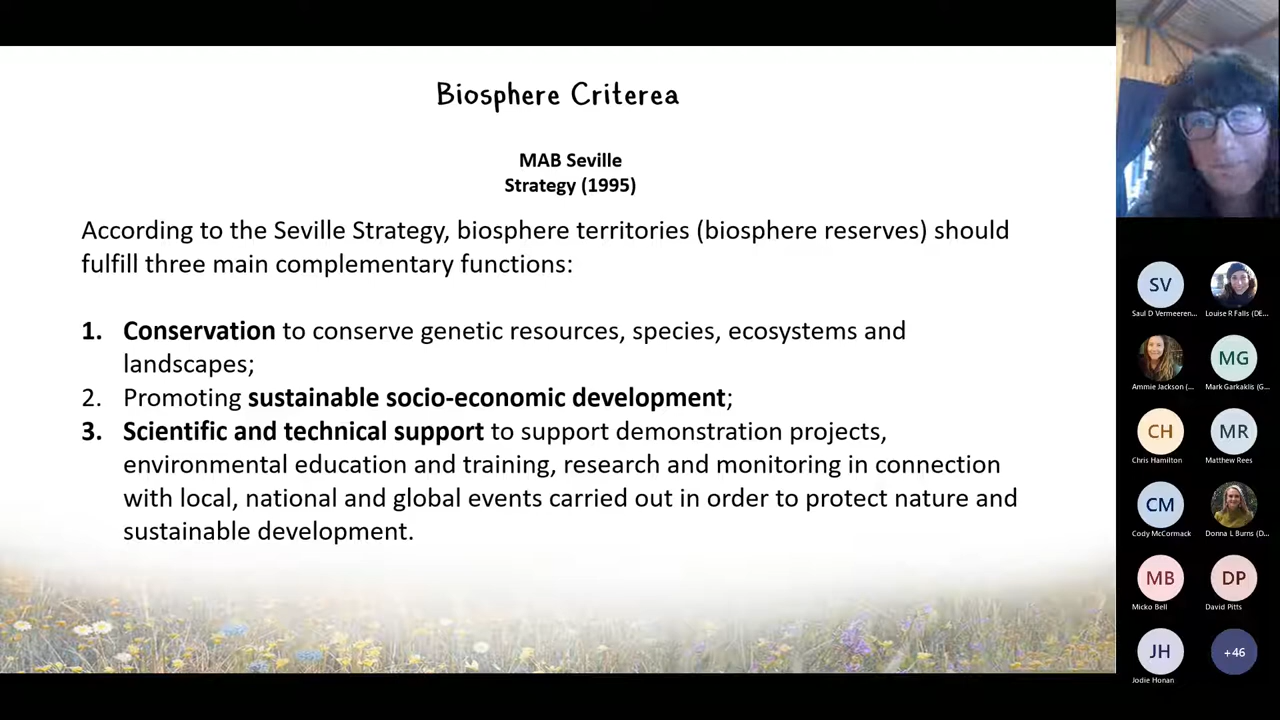 Biosphere Criterea
MAB Seville
Strategy (1995)
According to the Seville Strategy, biosphere territories (biosphere reserves) should
fulfill three main complementary functions:
1. Conservation to conserve genetic resources, species, ecosystems and
landscapes;
2. Promoting sustainable socio-economic development;
3. Scientific and technical support to support demonstration projects,
environmental education and training, research and monitoring in connection
with local, national and global events carried out in order to protect nature and
sustainable development.
SV
Saul D Vermeeren... Louise R Falls (DE...
MG
Ammie Jackson (... Mark Garkaklis (G...
CH MR
Chris Hamilton Matthew Rees
CM
Cody McCormack Donna L Burns (D...
MB DP
Micko Bell David Pitts
JH +46
Jodie Honan